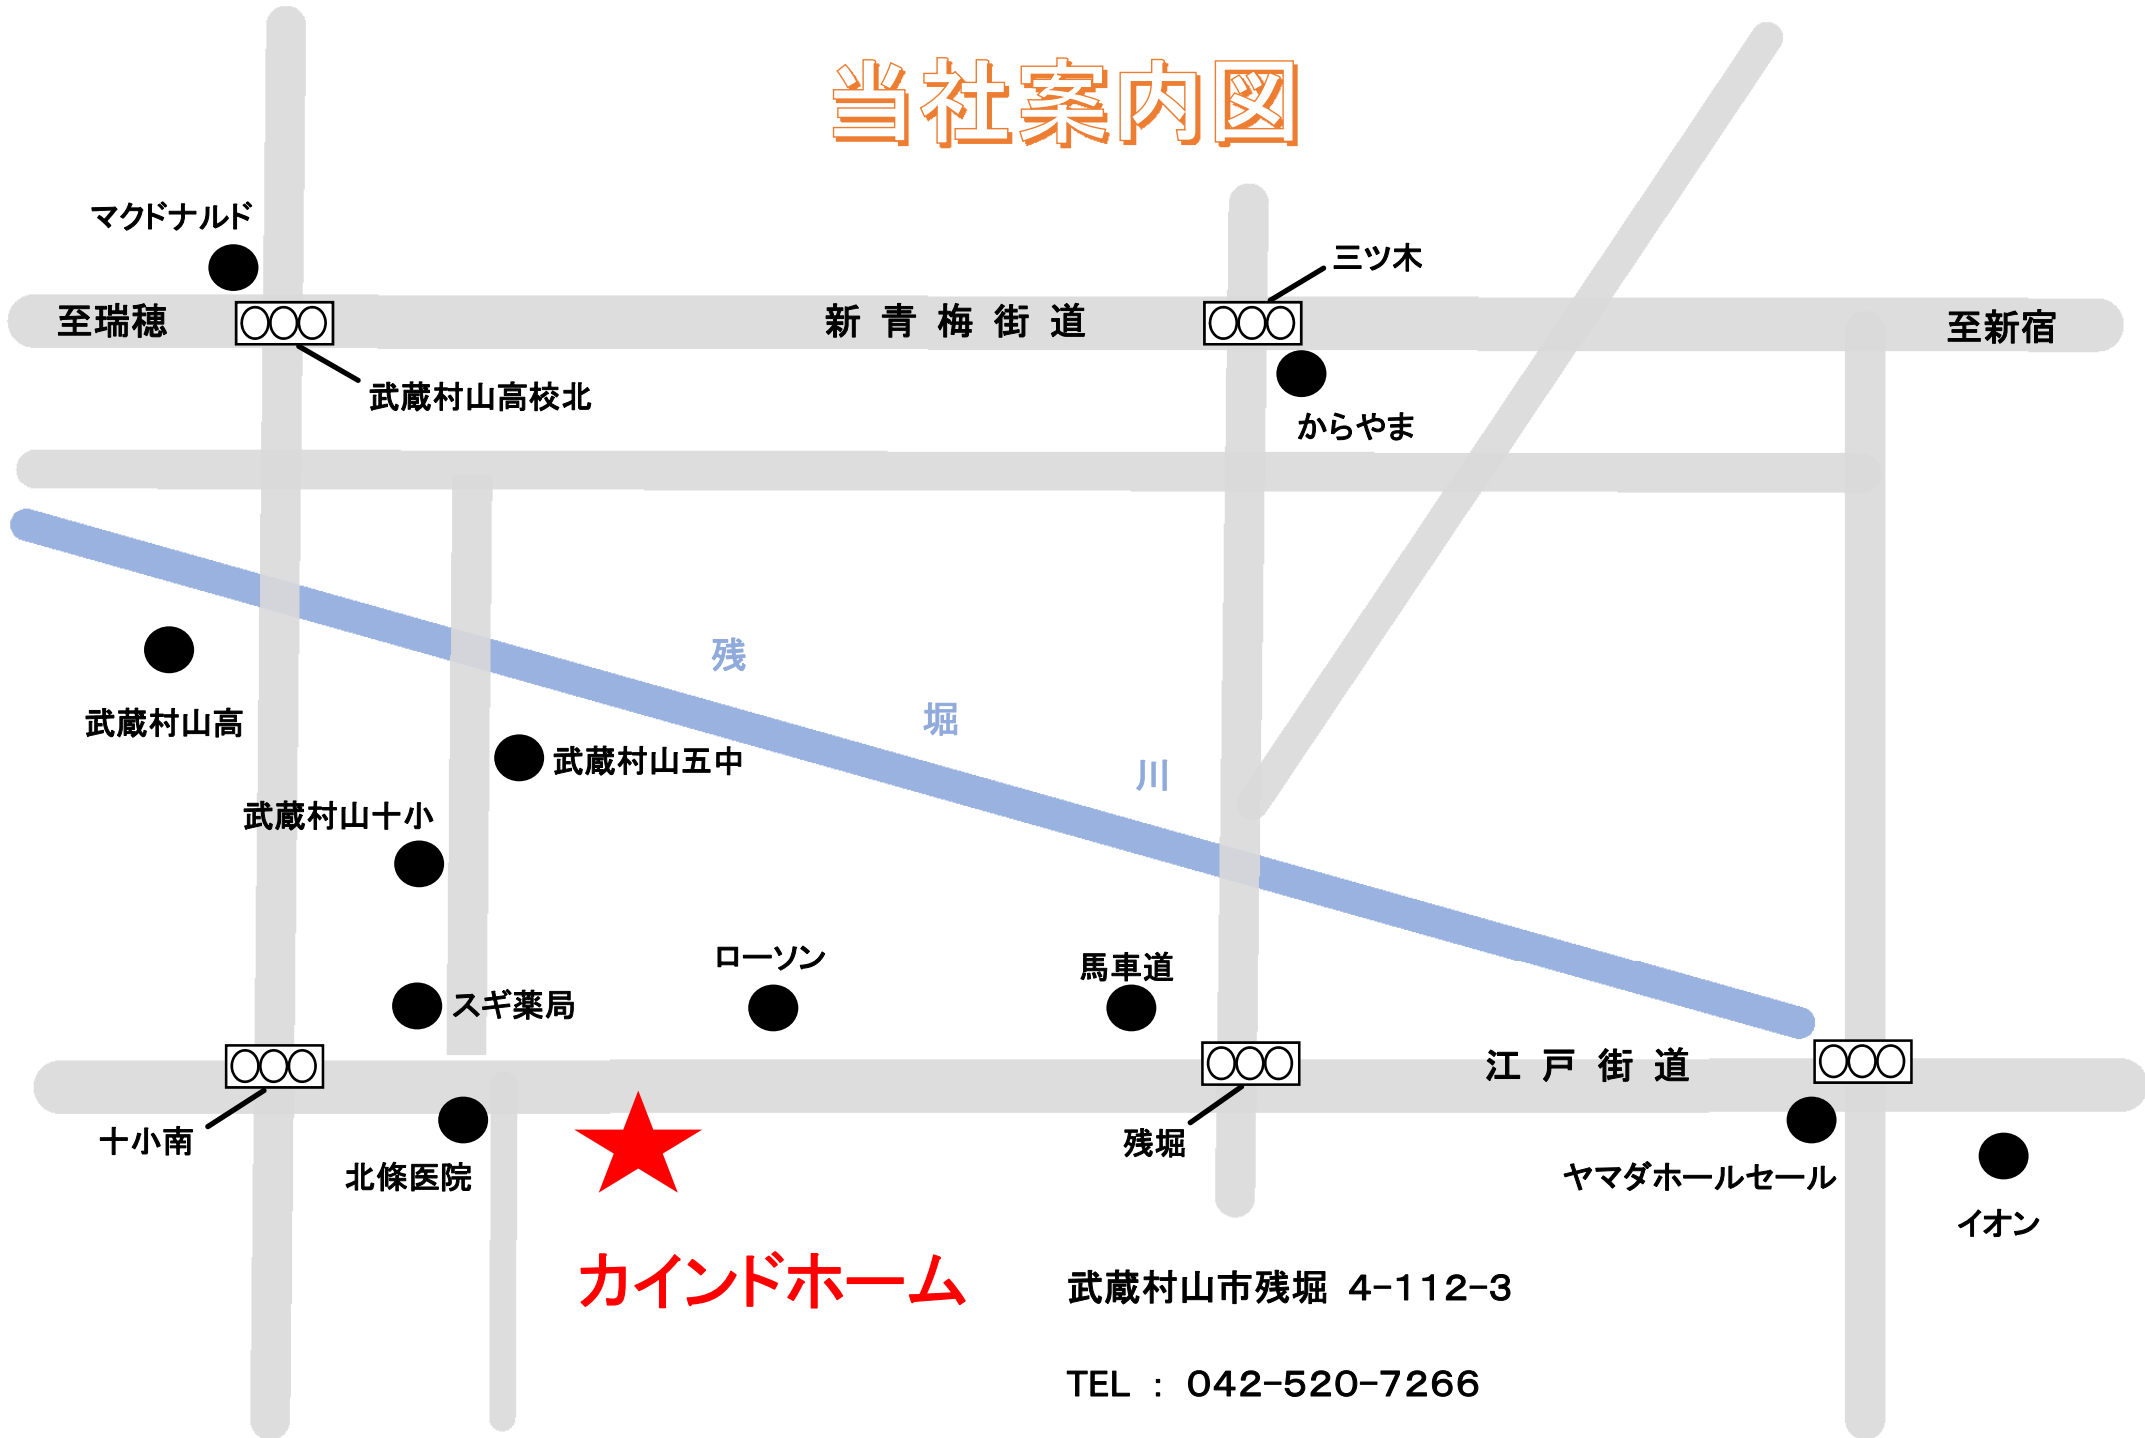 当社案内図
マクドナルド
三ツ木
至瑞穂
新青梅街道
至新宿
武蔵村山高校北
からやま
残堀川
武蔵村山高
武蔵村山五中
武蔵村山十小
ローソン
馬車道
スギ薬局
江戸街道
十小南
残堀
北條医院
ヤマダホールセール
イオン
カインドホーム
武蔵村山市残堀 4-112-3
TEL : 042-520-7266